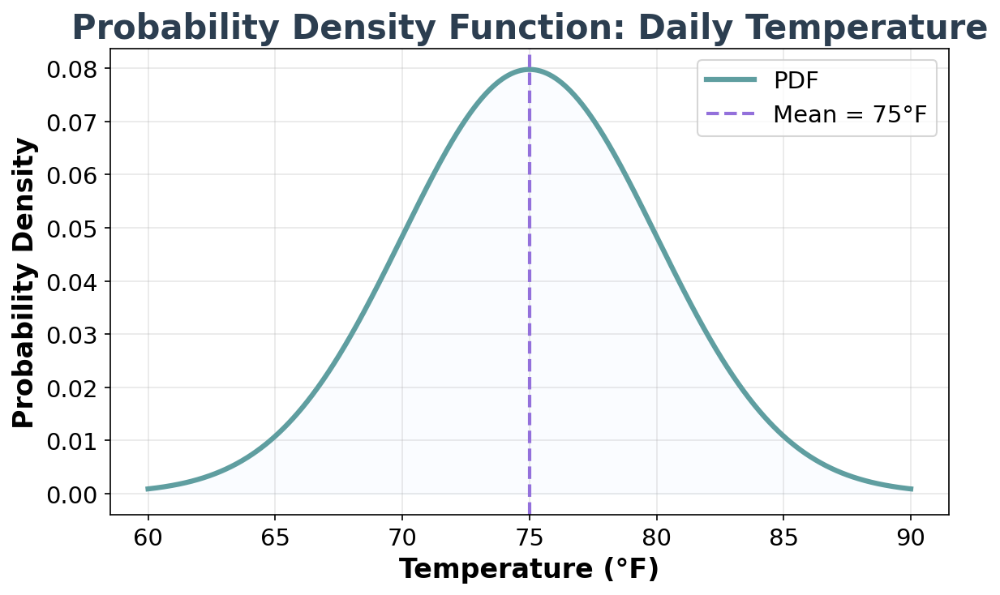 Probability Density Function: Daily Temperature
PDF
Mean = 75°F
Probability Density
0.08
0.07
0.06
0.05
0.04
0.03
0.02
0.01
0.00
60 65 70 75 80 85 90
Temperature (°F)